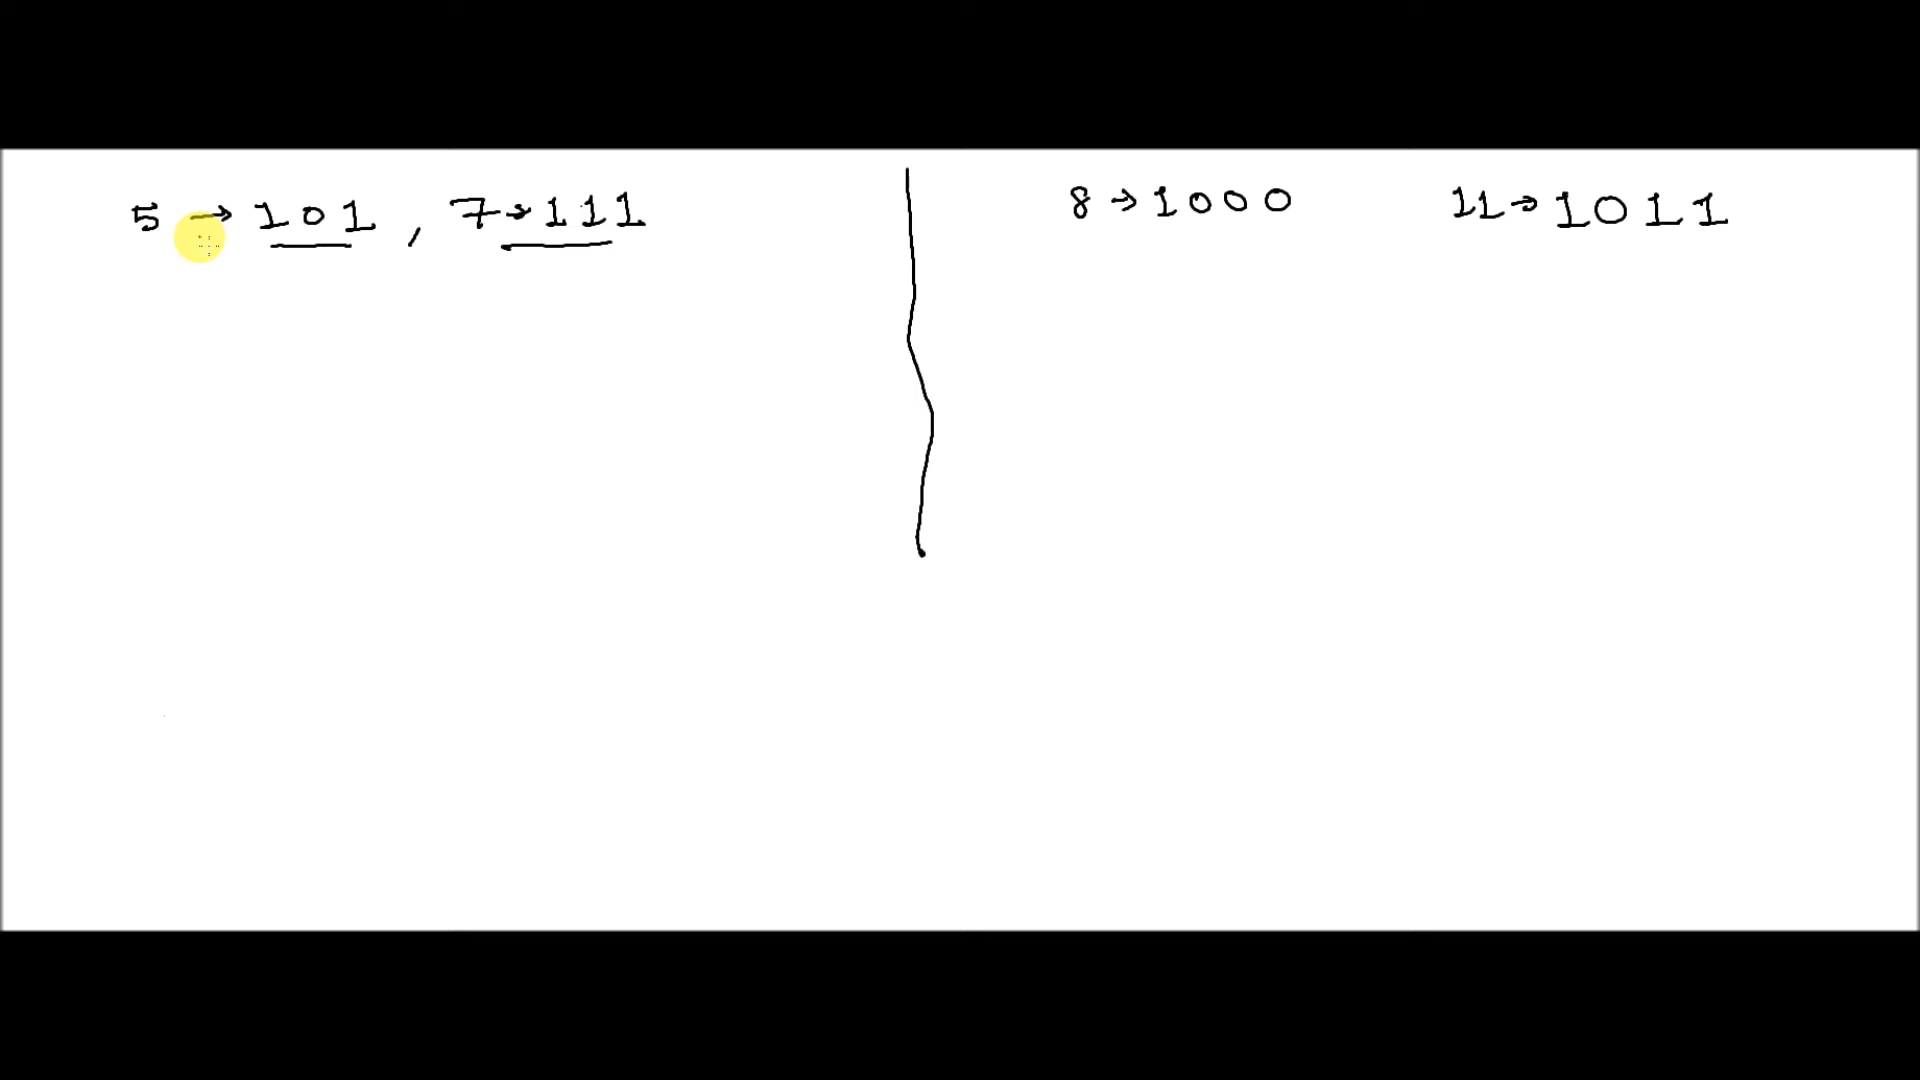 5 → 101 , 7 → 111
8 → 1000 11 → 1011